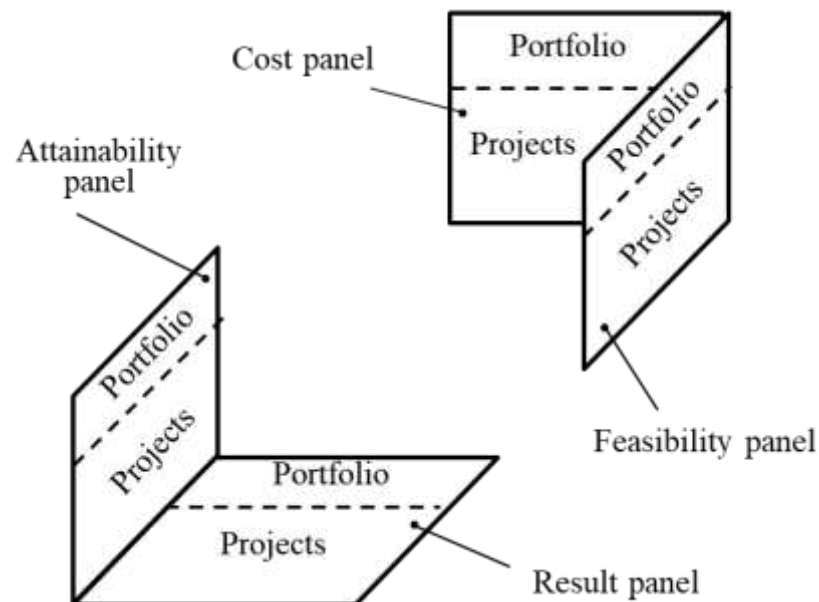 Portfolio
Cost panel
Projects
Portfolio
Projects
Attainability
panel
Portfolio
Projects
Feasibility panel
Portfolio
Projects
Result panel